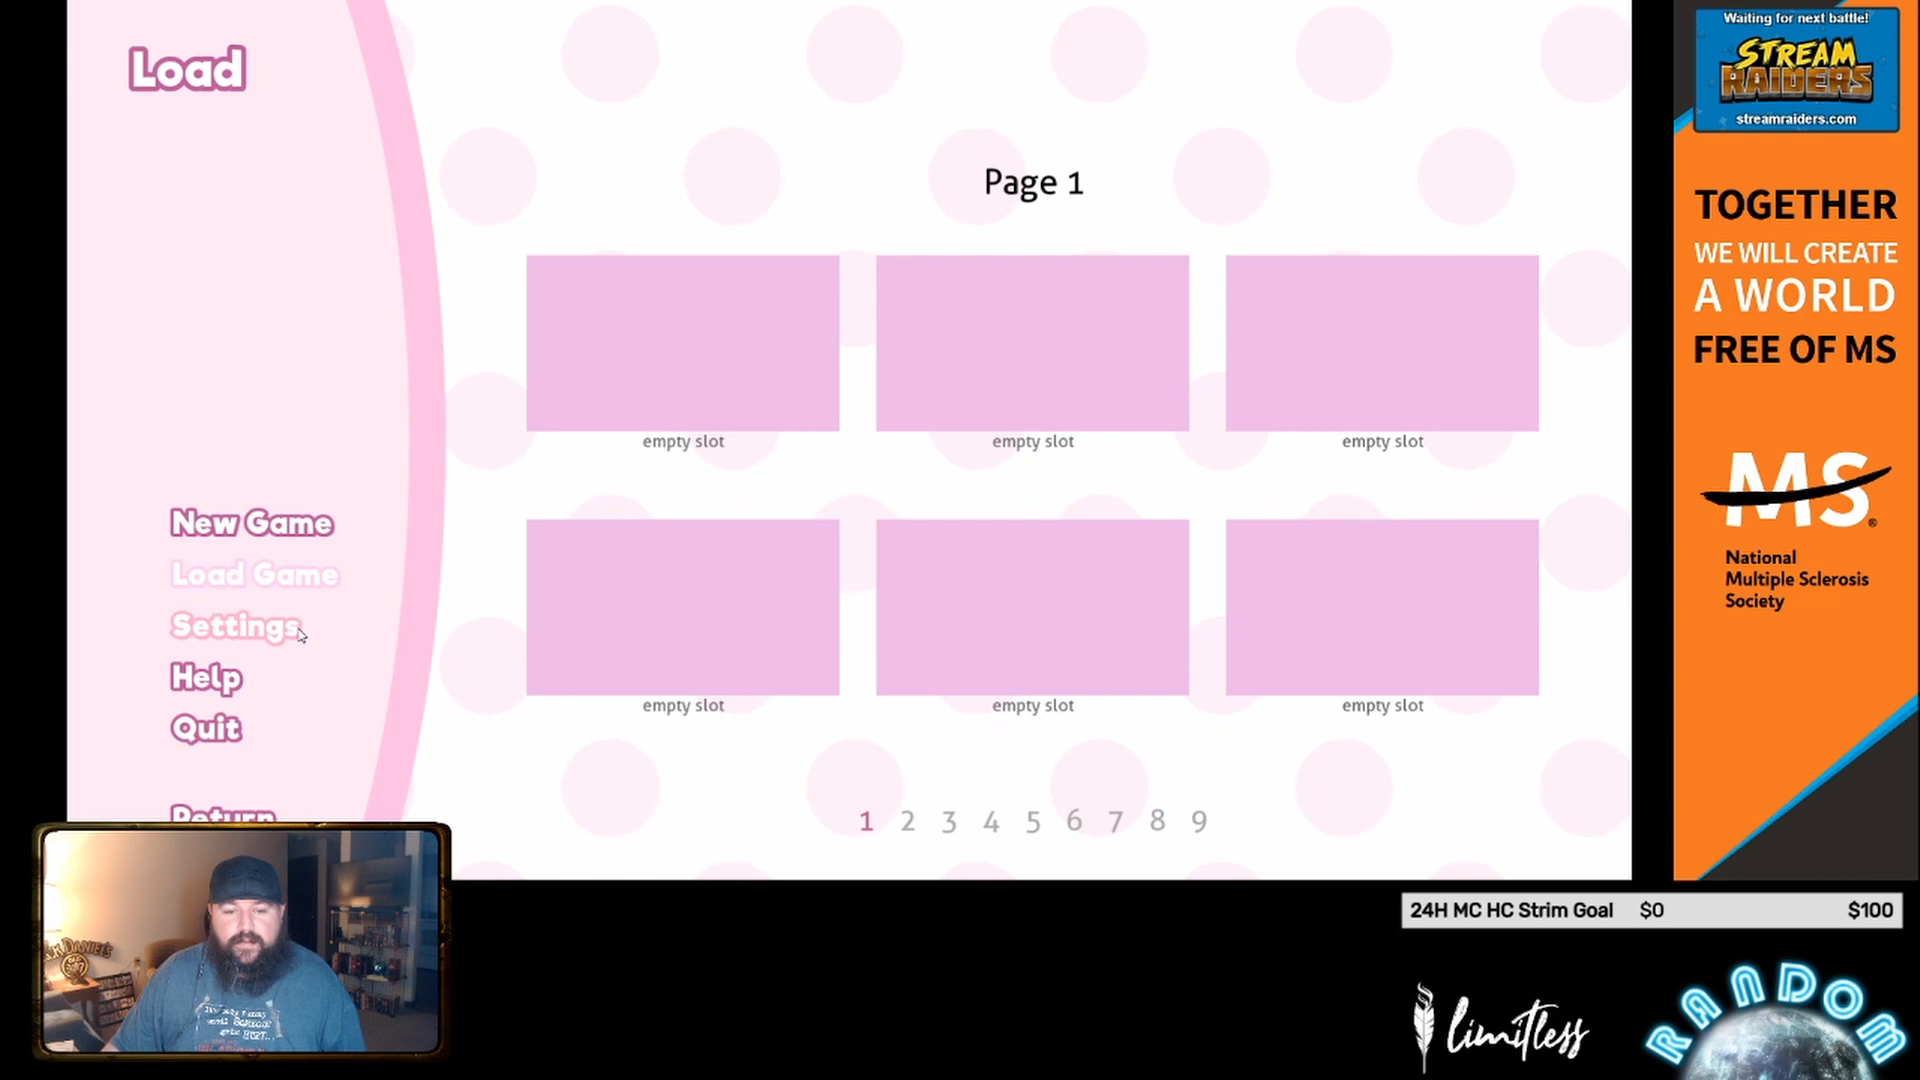 Load
Page 1
empty slot
empty slot
empty slot
New Game
Load Game
Settings
Help
Quit
Return
empty slot
empty slot
empty slot
1 2 3 4 5 6 7 8 9
Waiting for next battle!
STREAM
RAIDERS
streamraiders.com
TOGETHER
WE WILL CREATE
A WORLD
FREE OF MS
MS®
National
Multiple Sclerosis
Society
24H MC HC Strim Goal $0 $100
limitless
RANDOM